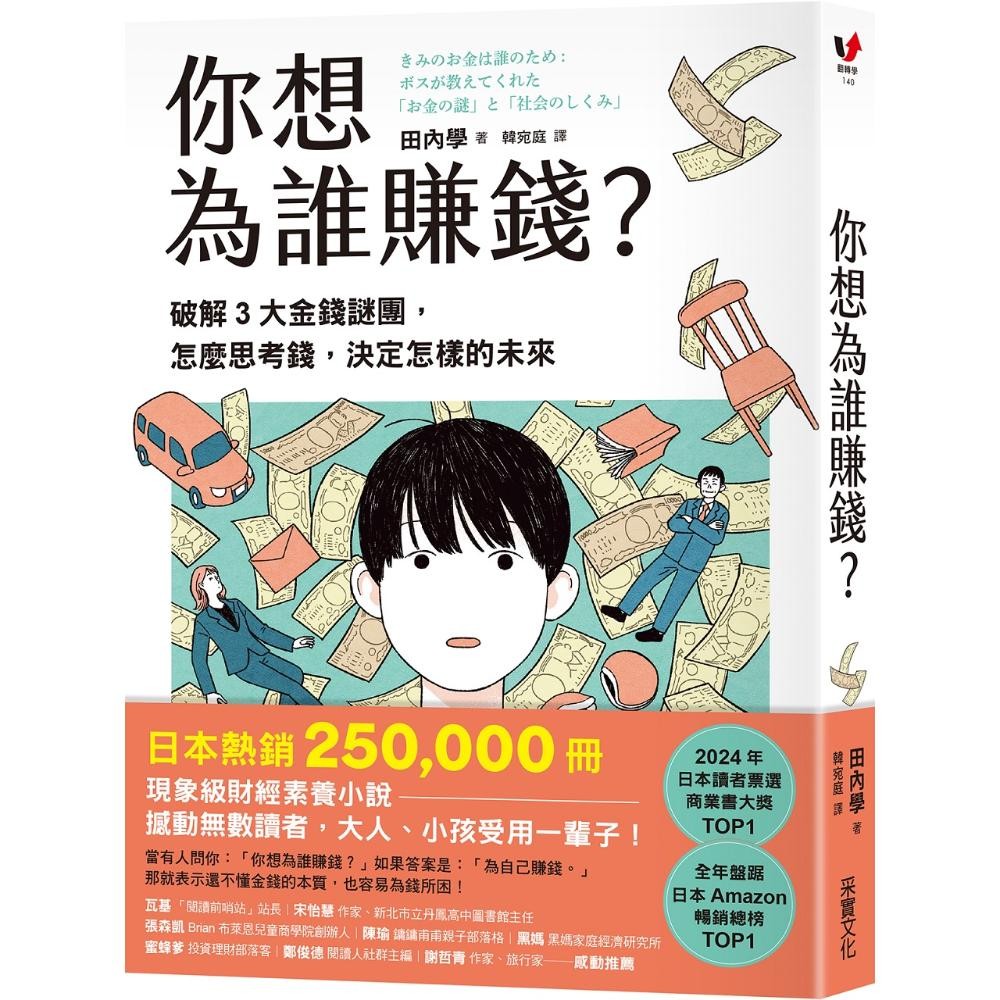 你想
為誰賺錢？
きみのお金は誰のため：
ボスが教えてくれた
「お金の謎」と「社会のしくみ」
田內學 著 韓宛庭 譯
破解3大金錢謎團，
怎麼思考錢，決定怎樣的未來
日本熱銷 250,000 冊
現象級財經素養小說
撼動無數讀者，大人、小孩受用一輩子！
當有人問你：「你想為誰賺錢？」如果答案是：「為自己賺錢。」
那就表示還不懂金錢的本質，也容易為錢所困！
瓦基「閱讀前哨站」站長｜宋怡慧 作家、新北市立丹鳳高中圖書館主任
張森凱 Brian 布萊恩兒童商學院創辦人｜陳瑜 鏞鏞甫甫親子部落格｜黑媽 黑媽家庭經濟研究所
蜜蜂爹 投資理財部落客｜鄭俊德 閱讀人社群主編｜謝哲青 作家、旅行家——感動推薦
2024年
日本讀者票選
商業書大獎
TOP1
全年盤踞
日本 Amazon
暢銷總榜
TOP1
翻轉學
140
你想為誰賺錢？
田內學 著
韓宛庭 譯
采實文化